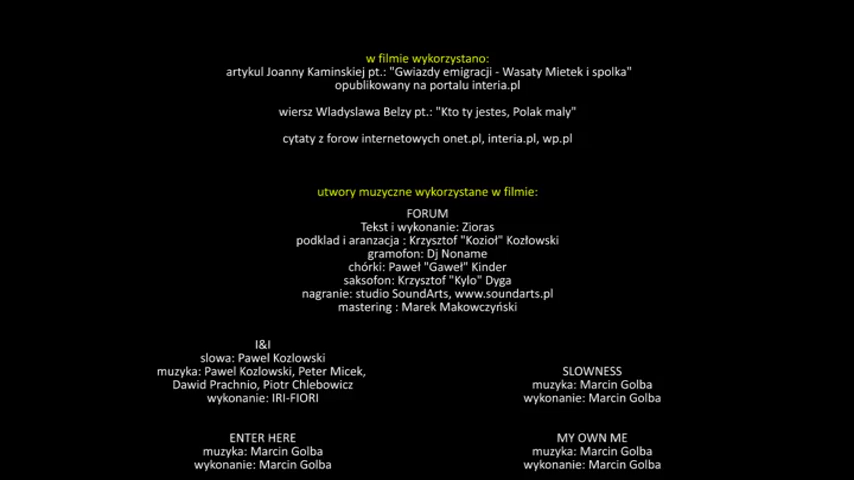 w filmie wykorzystano:
artykul Joanny Kaminskiej pt.: "Gwiazdy emigracji - Wasaty Mietek i spolka"
opublikowany na portalu interia.pl
wiersz Wladyslawa Belzy pt.: "Kto ty jestes, Polak maly"
cytaty z forow internetowych onet.pl, interia.pl, wp.pl
utwory muzyczne wykorzystane w filmie:
FORUM
Tekst i wykonanie: Zioras
podklad i aranzacja : Krzysztof "Kozioł" Kozłowski
gramofon: Dj Noname
chórki: Paweł "Gaweł" Kinder
saksofon: Krzysztof "Kylo" Dyga
nagranie: studio SoundArts, www.soundarts.pl
mastering : Marek Makowczyński
I&I
slowa: Pawel Kozlowski
muzyka: Pawel Kozlowski, Peter Micek,
Dawid Prachnio, Piotr Chlebowicz
wykonanie: IRI-FIORI
SLOWNESS
muzyka: Marcin Golba
wykonanie: Marcin Golba
ENTER HERE
muzyka: Marcin Golba
wykonanie: Marcin Golba
MY OWN ME
muzyka: Marcin Golba
wykonanie: Marcin Golba